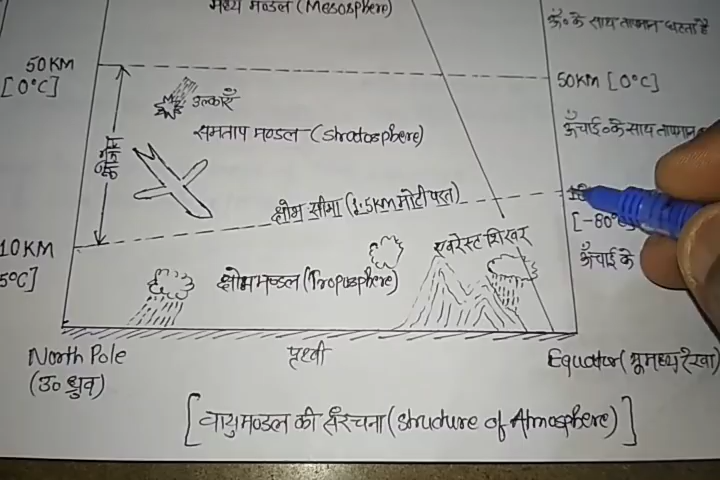 मध्य मण्डल (Mesosphere)
ऊँ० के साथ तापमान घटता है
50KM
[0°C]
50KM [0°C]
उल्काएँ
समताप मण्डल (Stratosphere)
ऊँचाई० के साथ तापमान
क्षोभ सीमा (1.5KM मोटी परत)
[-80°C
10KM
5°C]
एवरेस्ट शिखर
क्षोभमण्डल (Troposphere)
ऊँचाई के
North Pole
(उ० ध्रुव)
पृथ्वी
Equator (भूमध्य रेखा)
[वायुमण्डल की संरचना (Structure of Atmosphere)]